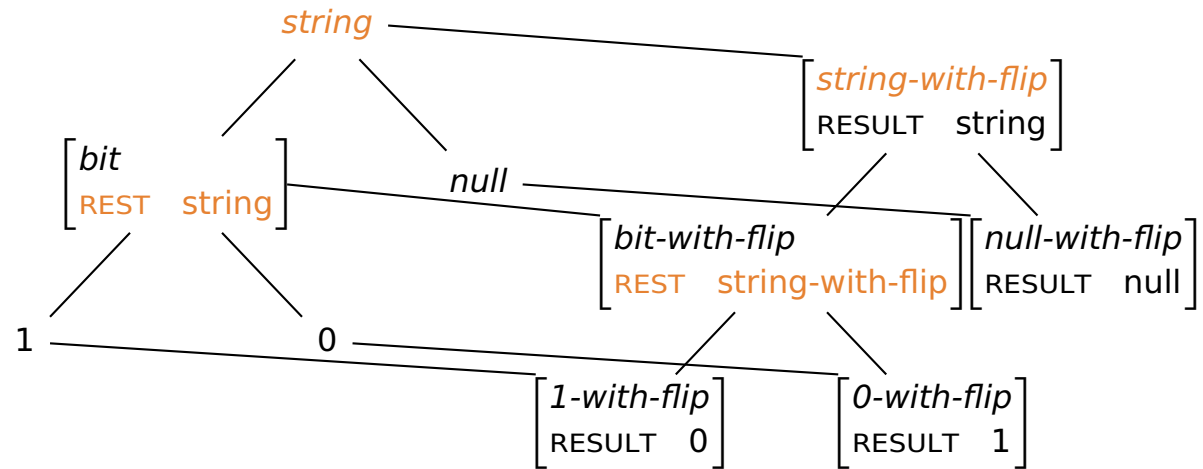 string
string-with-flip
RESULT string
bit
REST string
null
bit-with-flip
REST string-with-flip
null-with-flip
RESULT null
1
0
1-with-flip
RESULT 0
0-with-flip
RESULT 1